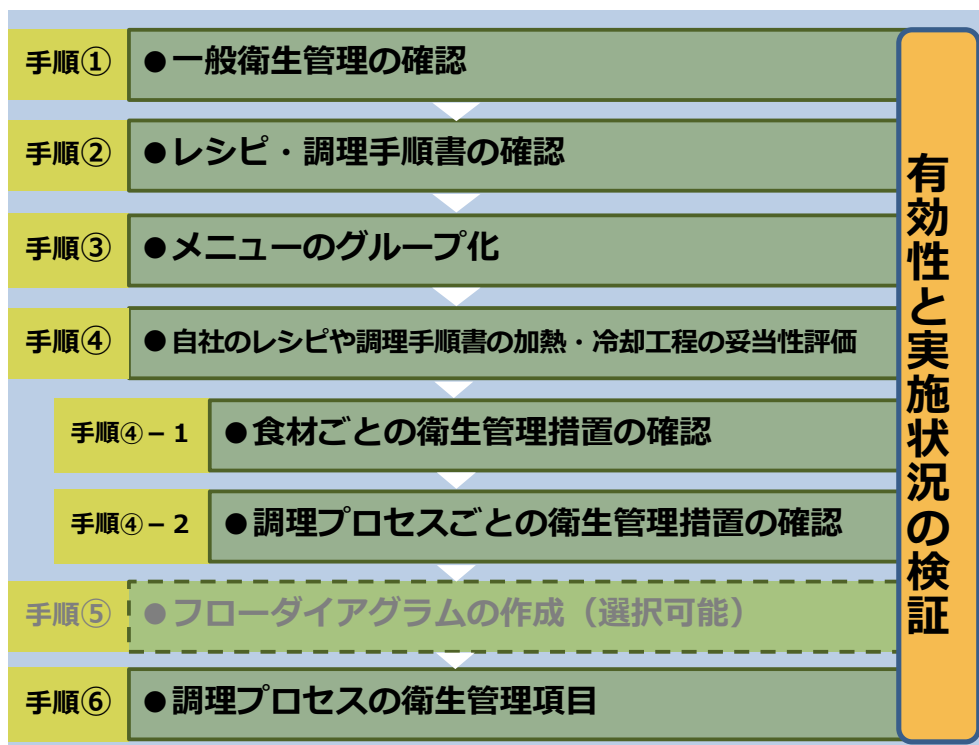 手順① ●一般衛生管理の確認
手順② ●レシピ・調理手順書の確認
手順③ ●メニューのグループ化
手順④ ●自社のレシピや調理手順書の加熱・冷却工程の妥当性評価
手順④－1 ●食材ごとの衛生管理措置の確認
手順④－2 ●調理プロセスごとの衛生管理措置の確認
手順⑤ ●フローダイアグラムの作成（選択可能）
手順⑥ ●調理プロセスの衛生管理項目
有効性と実施状況の検証